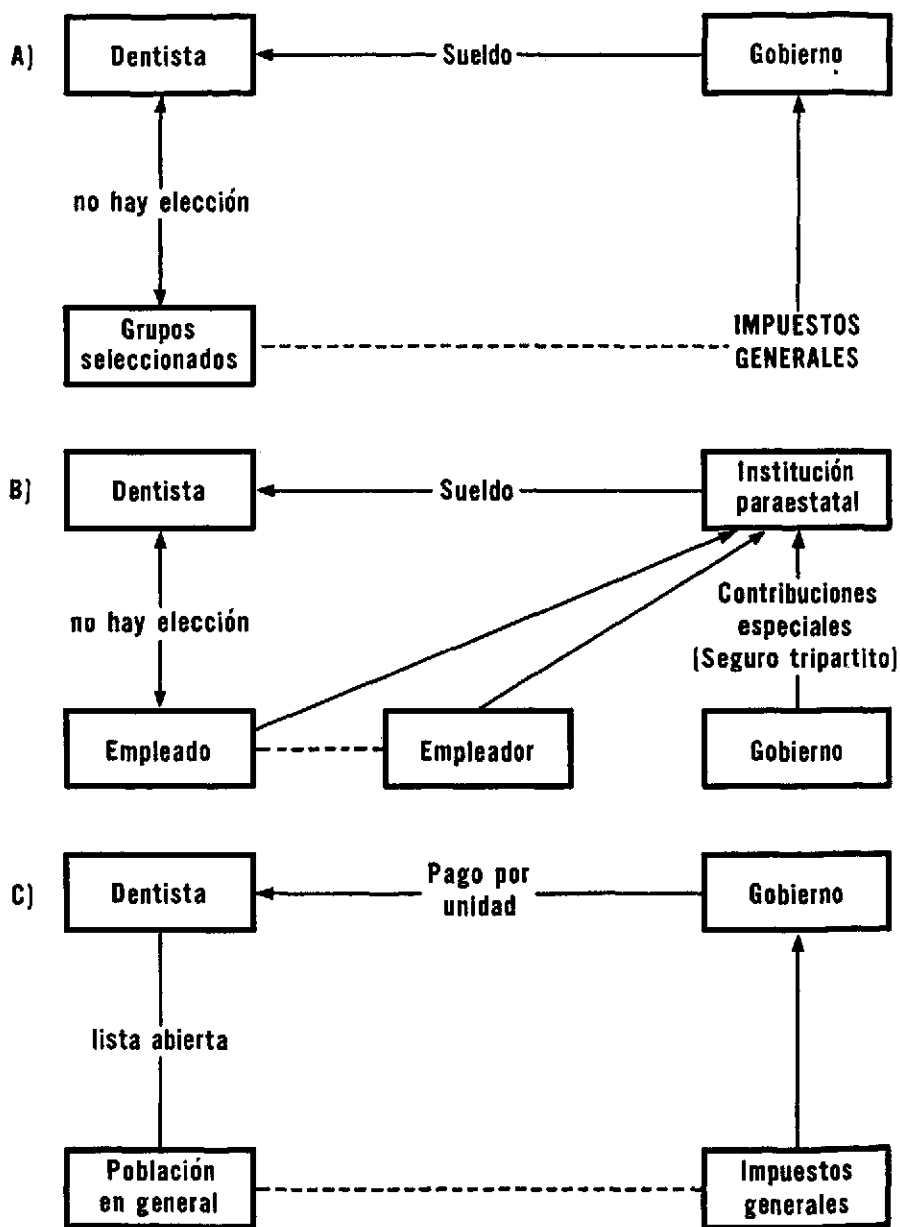 A)
Dentista
Sueldo
Gobierno
no hay elección
Grupos
seleccionados
IMPUESTOS
GENERALES
B)
Dentista
Sueldo
Institución
paraestatal
no hay elección
Contribuciones
especiales
(Seguro tripartito)
Empleado
Empleador
Gobierno
C)
Dentista
Pago por
unidad
Gobierno
lista abierta
Población
en general
Impuestos
generales